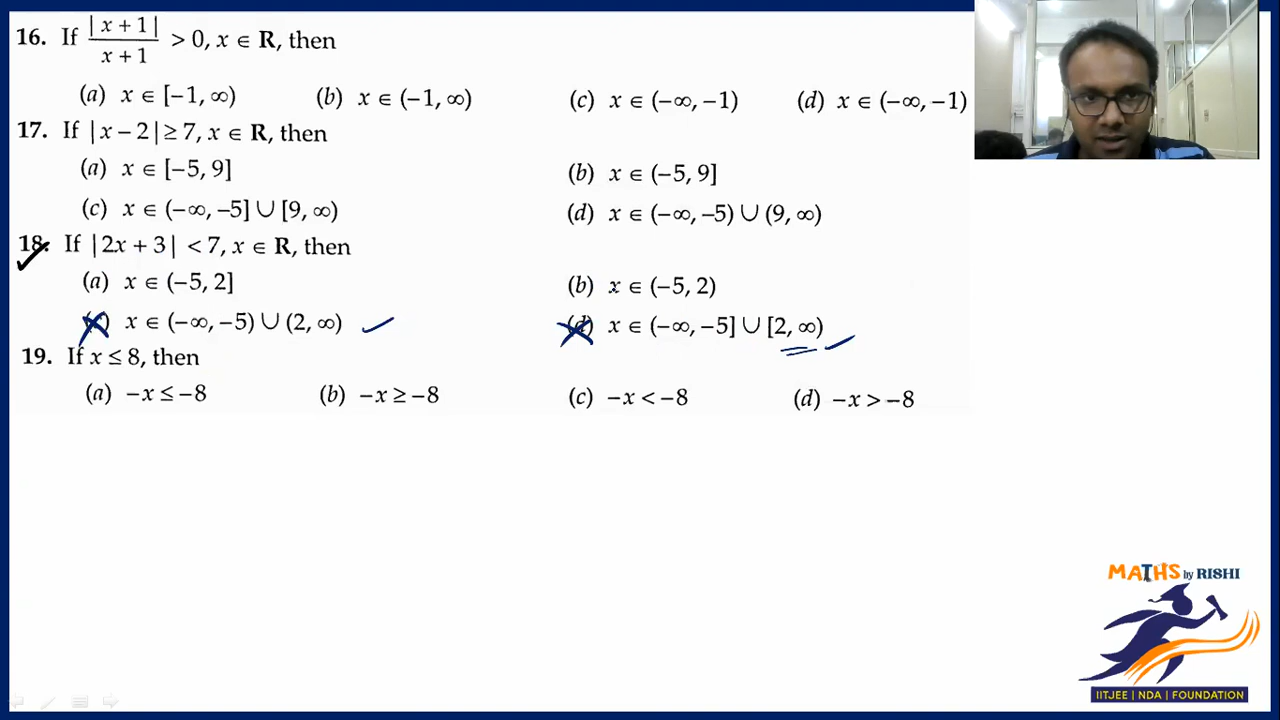 16. If |x + 1| / x + 1 > 0, x ∈ R, then
(a) x ∈ [−1, ∞) (b) x ∈ (−1, ∞) (c) x ∈ (−∞, −1) (d) x ∈ (−∞, −1)
17. If |x − 2| ≥ 7, x ∈ R, then
(a) x ∈ [−5, 9] (b) x ∈ (−5, 9]
(c) x ∈ (−∞, −5] ∪ [9, ∞) (d) x ∈ (−∞, −5) ∪ (9, ∞)
18. If |2x + 3| < 7, x ∈ R, then
(a) x ∈ (−5, 2] (b) x ∈ (−5, 2)
(c) x ∈ (−∞, −5) ∪ (2, ∞) (d) x ∈ (−∞, −5] ∪ [2, ∞)
19. If x ≤ 8, then
(a) −x ≤ −8 (b) −x ≥ −8 (c) −x < −8 (d) −x > −8
MATHS by RISHI
IITJEE | NDA | FOUNDATION